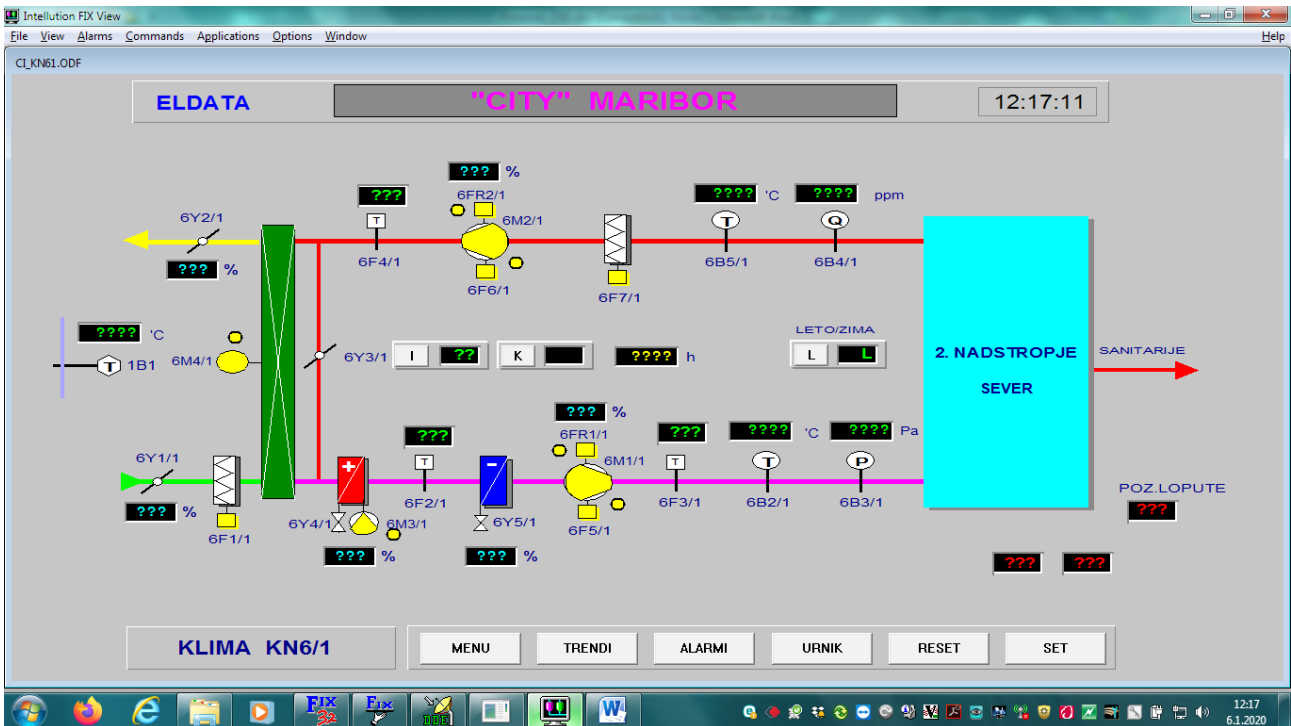 Intellution FIX View
File View Alarms Commands Applications Options Window Help
CI_KN61.ODF
ELDATA "CITY" MARIBOR 12:17:11
??? %
??? 6FR2/1 ???? 'C ???? ppm
6Y2/1 T 6M2/1 T Q
??? % 6F4/1 6B5/1 6B4/1
6F6/1 6F7/1
???? 'C LETO/ZIMA
T 1B1 6M4/1 6Y3/1 I ?? K ???? h L L 2. NADSTROPJE SANITARIJE
SEVER
??? %
??? 6FR1/1 ??? ???? 'C ???? Pa
6Y1/1 + T - 6M1/1 T T P
??? % 6F2/1 6F3/1 6B2/1 6B3/1 POZ.LOPUTE
6F1/1 6Y4/1 6M3/1 6Y5/1 6F5/1 ???
??? % ??? % ??? ???
KLIMA KN6/1 MENU TRENDI ALARMI URNIK RESET SET
FIX 32 FIX DDF W 12:17
6.1.2020